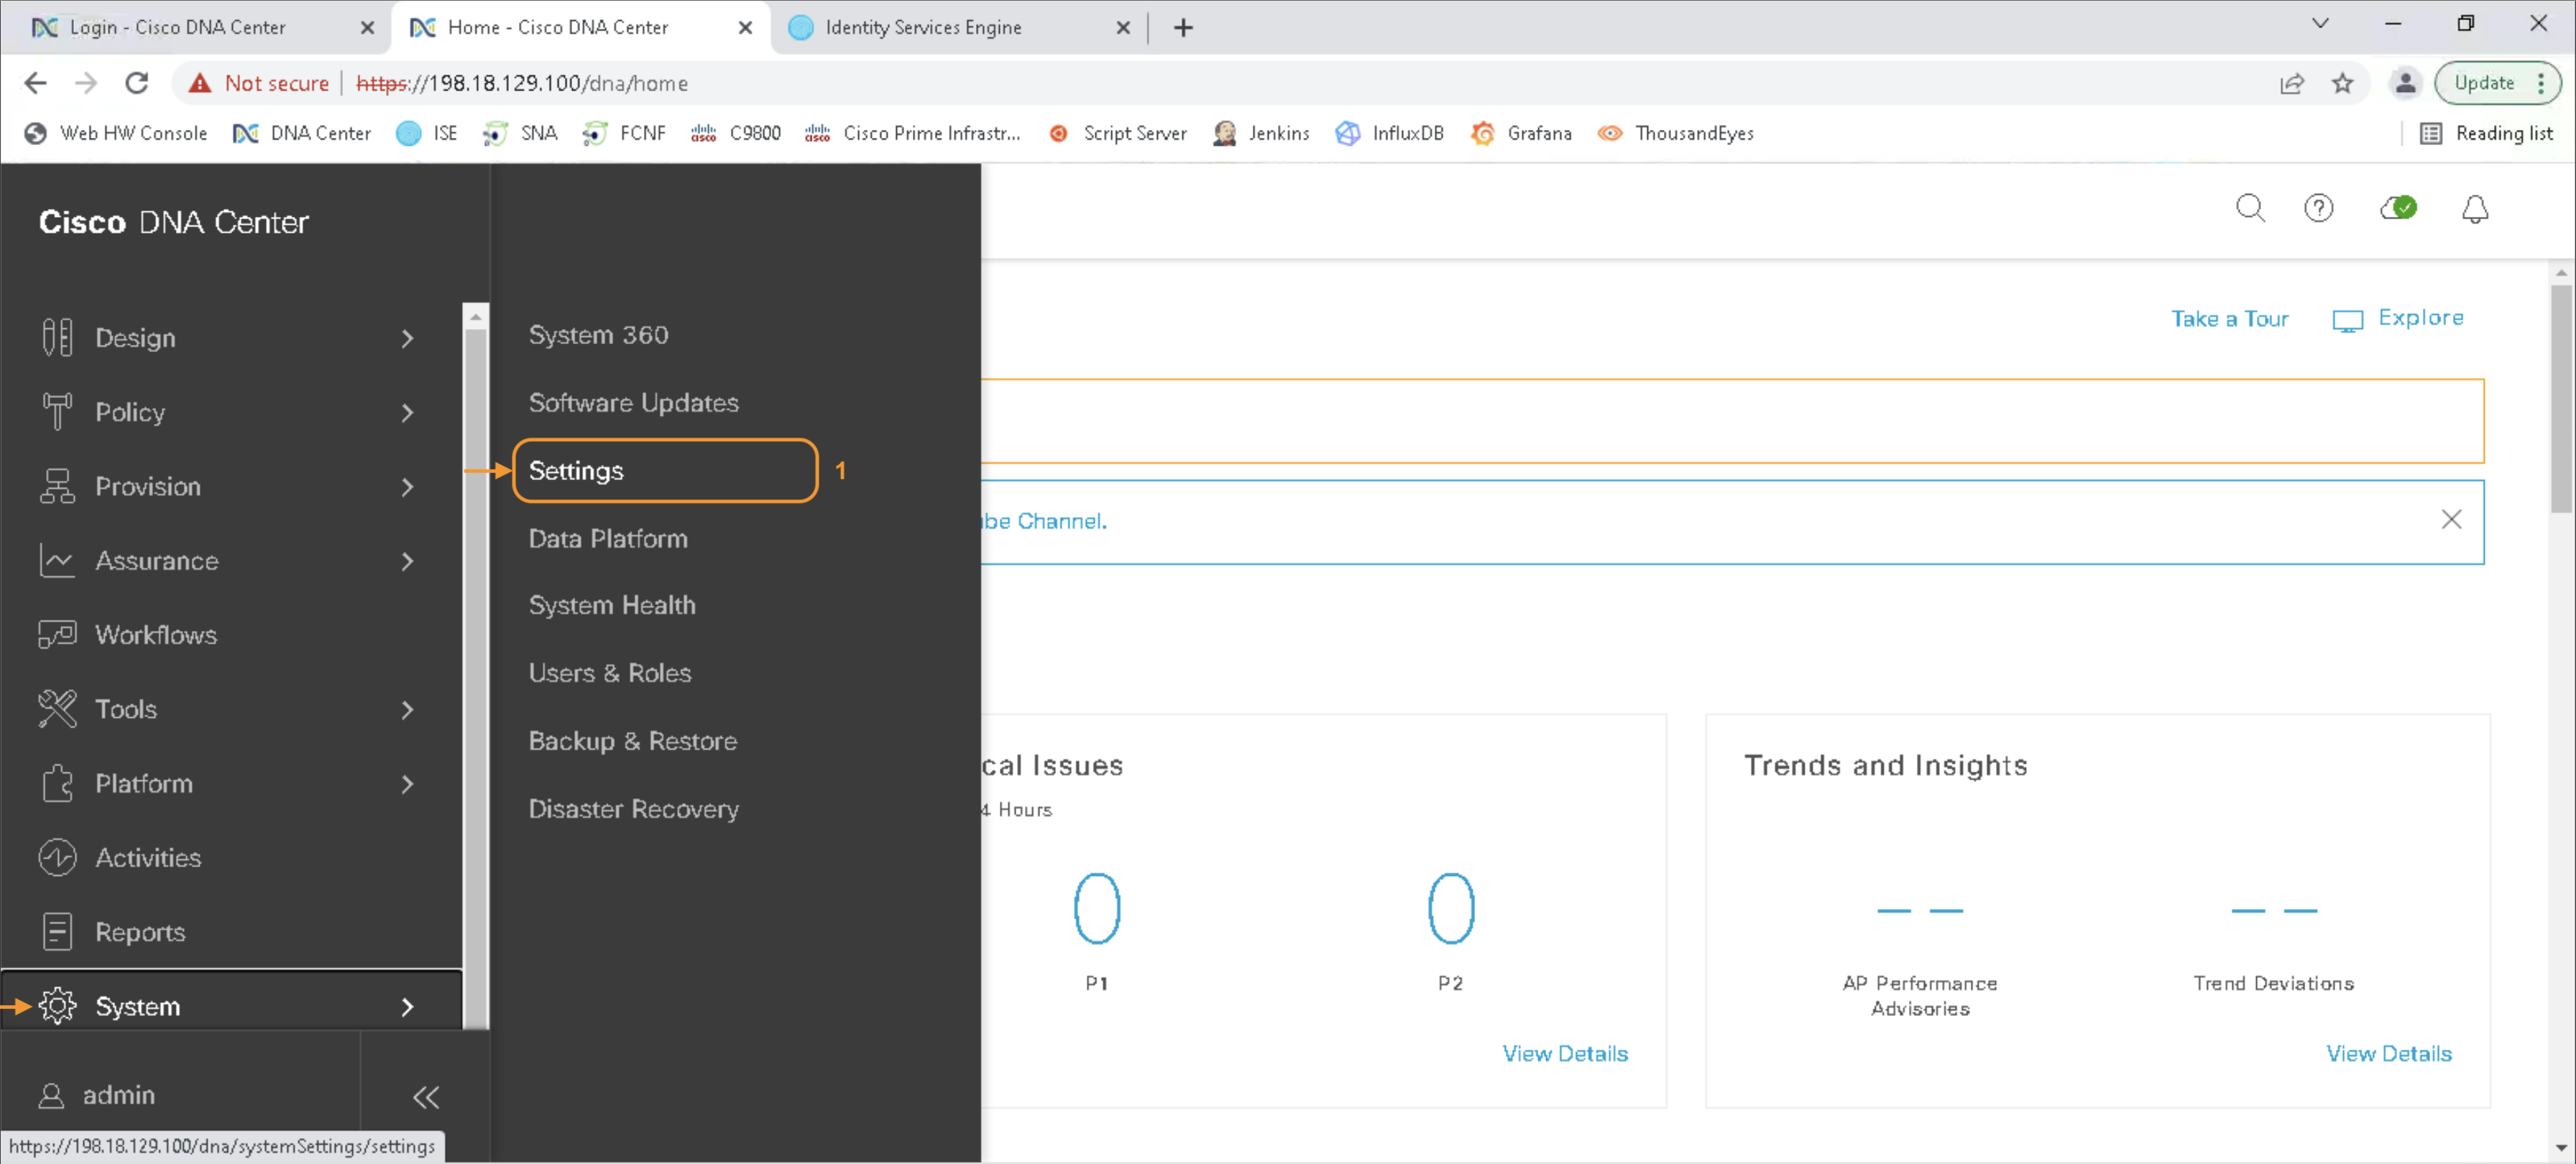 Login - Cisco DNA Center
Home - Cisco DNA Center
Identity Services Engine
Not secure
https://198.18.129.100/dna/home
Update
Web HW Console
DNA Center
ISE
SNA
FCNF
C9800
Cisco Prime Infrastr...
Script Server
Jenkins
InfluxDB
Grafana
ThousandEyes
Reading list
Cisco DNA Center
Design
Policy
Provision
Assurance
Workflows
Tools
Platform
Activities
Reports
System
admin
https://198.18.129.100/dna/systemSettings/settings
System 360
Software Updates
Settings 1
Data Platform
System Health
Users & Roles
Backup & Restore
Disaster Recovery
Take a Tour
Explore
be Channel.
cal Issues
4 Hours
0
P1
0
P2
View Details
Trends and Insights
-- --
AP Performance
Advisories
Trend Deviations
View Details